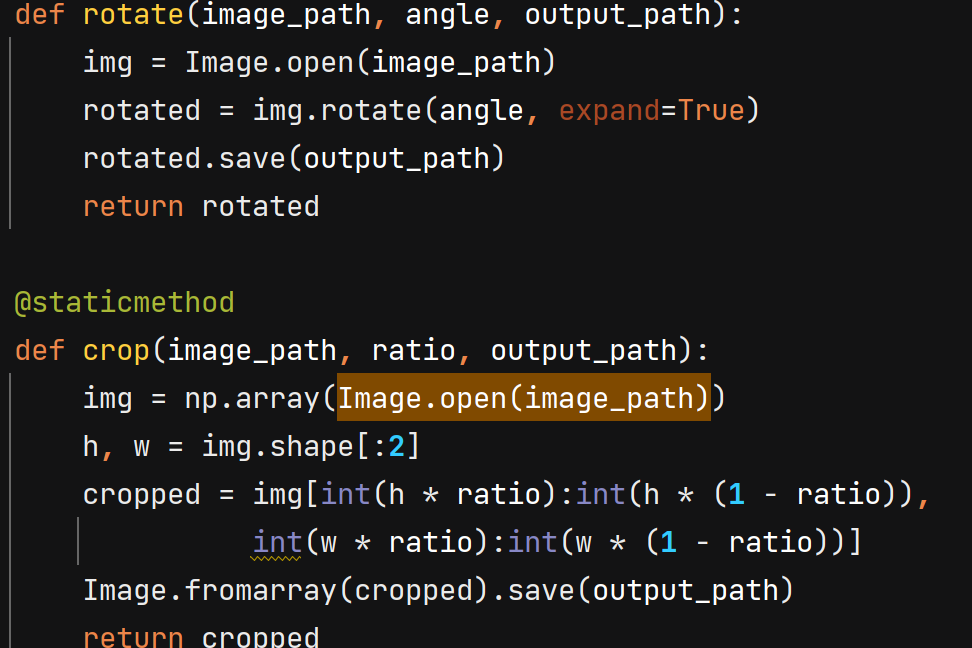 def rotate(image_path, angle, output_path):
    img = Image.open(image_path)
    rotated = img.rotate(angle, expand=True)
    rotated.save(output_path)
    return rotated

@staticmethod
def crop(image_path, ratio, output_path):
    img = np.array(Image.open(image_path))
    h, w = img.shape[:2]
    cropped = img[int(h * ratio):int(h * (1 - ratio)),
              int(w * ratio):int(w * (1 - ratio))]
    Image.fromarray(cropped).save(output_path)
    return cropped